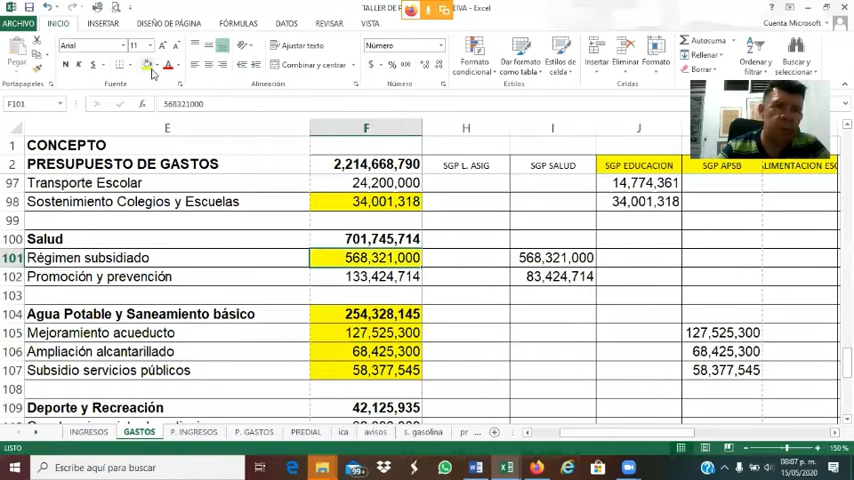 TALLER DE P EIVA) - Excel
ARCHIVO INICIO INSERTAR DISEÑO DE PÁGINA FÓRMULAS DATOS REVISAR VISTA Cuenta Microsoft
Pegar Arial 11 N K S Ajustar texto Combinar y centrar Número $ % Formato condicional Dar formato como tabla Estilos de celda Insertar Eliminar Formato Autosuma Rellenar Borrar
Portapapeles Fuente Alineación Número Estilos
F101 568321000
E F H I J K
1 CONCEPTO
2 PRESUPUESTO DE GASTOS 2,214,668,790 SGP L. ASIG SGP SALUD SGP EDUCACION SGP APSB ALIMENTACION ESC
97 Transporte Escolar 24,200,000 14,774,361
98 Sostenimiento Colegios y Escuelas 34,001,318 34,001,318
99
100 Salud 701,745,714
101 Régimen subsidiado 568,321,000 568,321,000
102 Promoción y prevención 133,424,714 83,424,714
103
104 Agua Potable y Saneamiento básico 254,328,145
105 Mejoramiento acueducto 127,525,300 127,525,300
106 Ampliación alcantarillado 68,425,300 68,425,300
107 Subsidio servicios públicos 58,377,545 58,377,545
108
109 Deporte y Recreación 42,125,935
INGRESOS GASTOS P. INGRESOS P. GASTOS PREDIAL ica avisos s. gasolina pr ...
LISTO 150 %
Escribe aquí para buscar 99+ 08:07 p. m.
15/05/2020